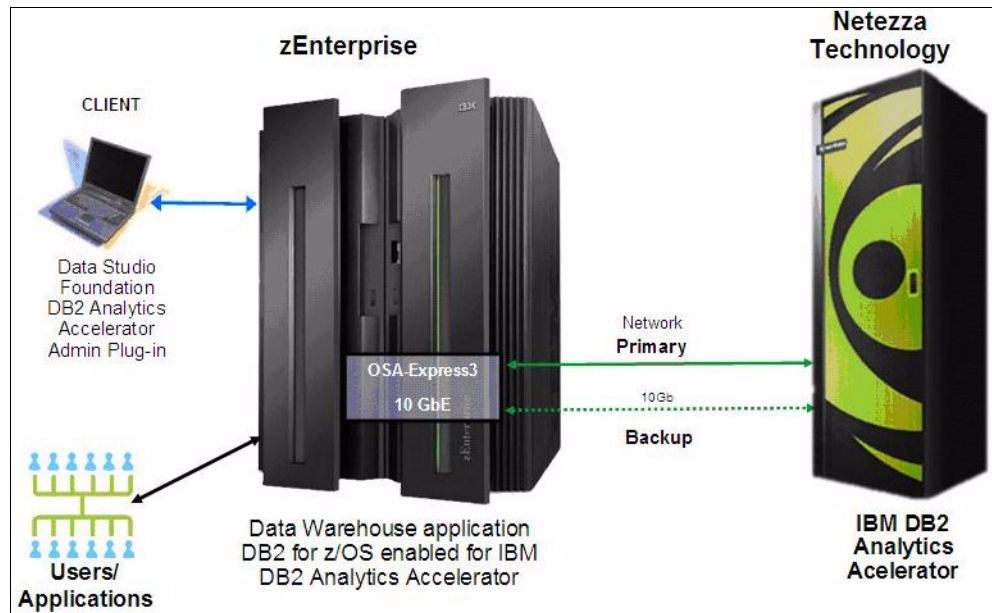 zEnterprise
Netezza
Technology
CLIENT
IBM
Data Studio
Foundation
DB2 Analytics
Accelerator
Admin Plug-in
OSA-Express3
10 GbE
zEnterprise
Network
Primary
10Gb
Backup
Users/
Applications
Data Warehouse application
DB2 for z/OS enabled for IBM
DB2 Analytics Accelerator
IBM DB2
Analytics
Acelerator